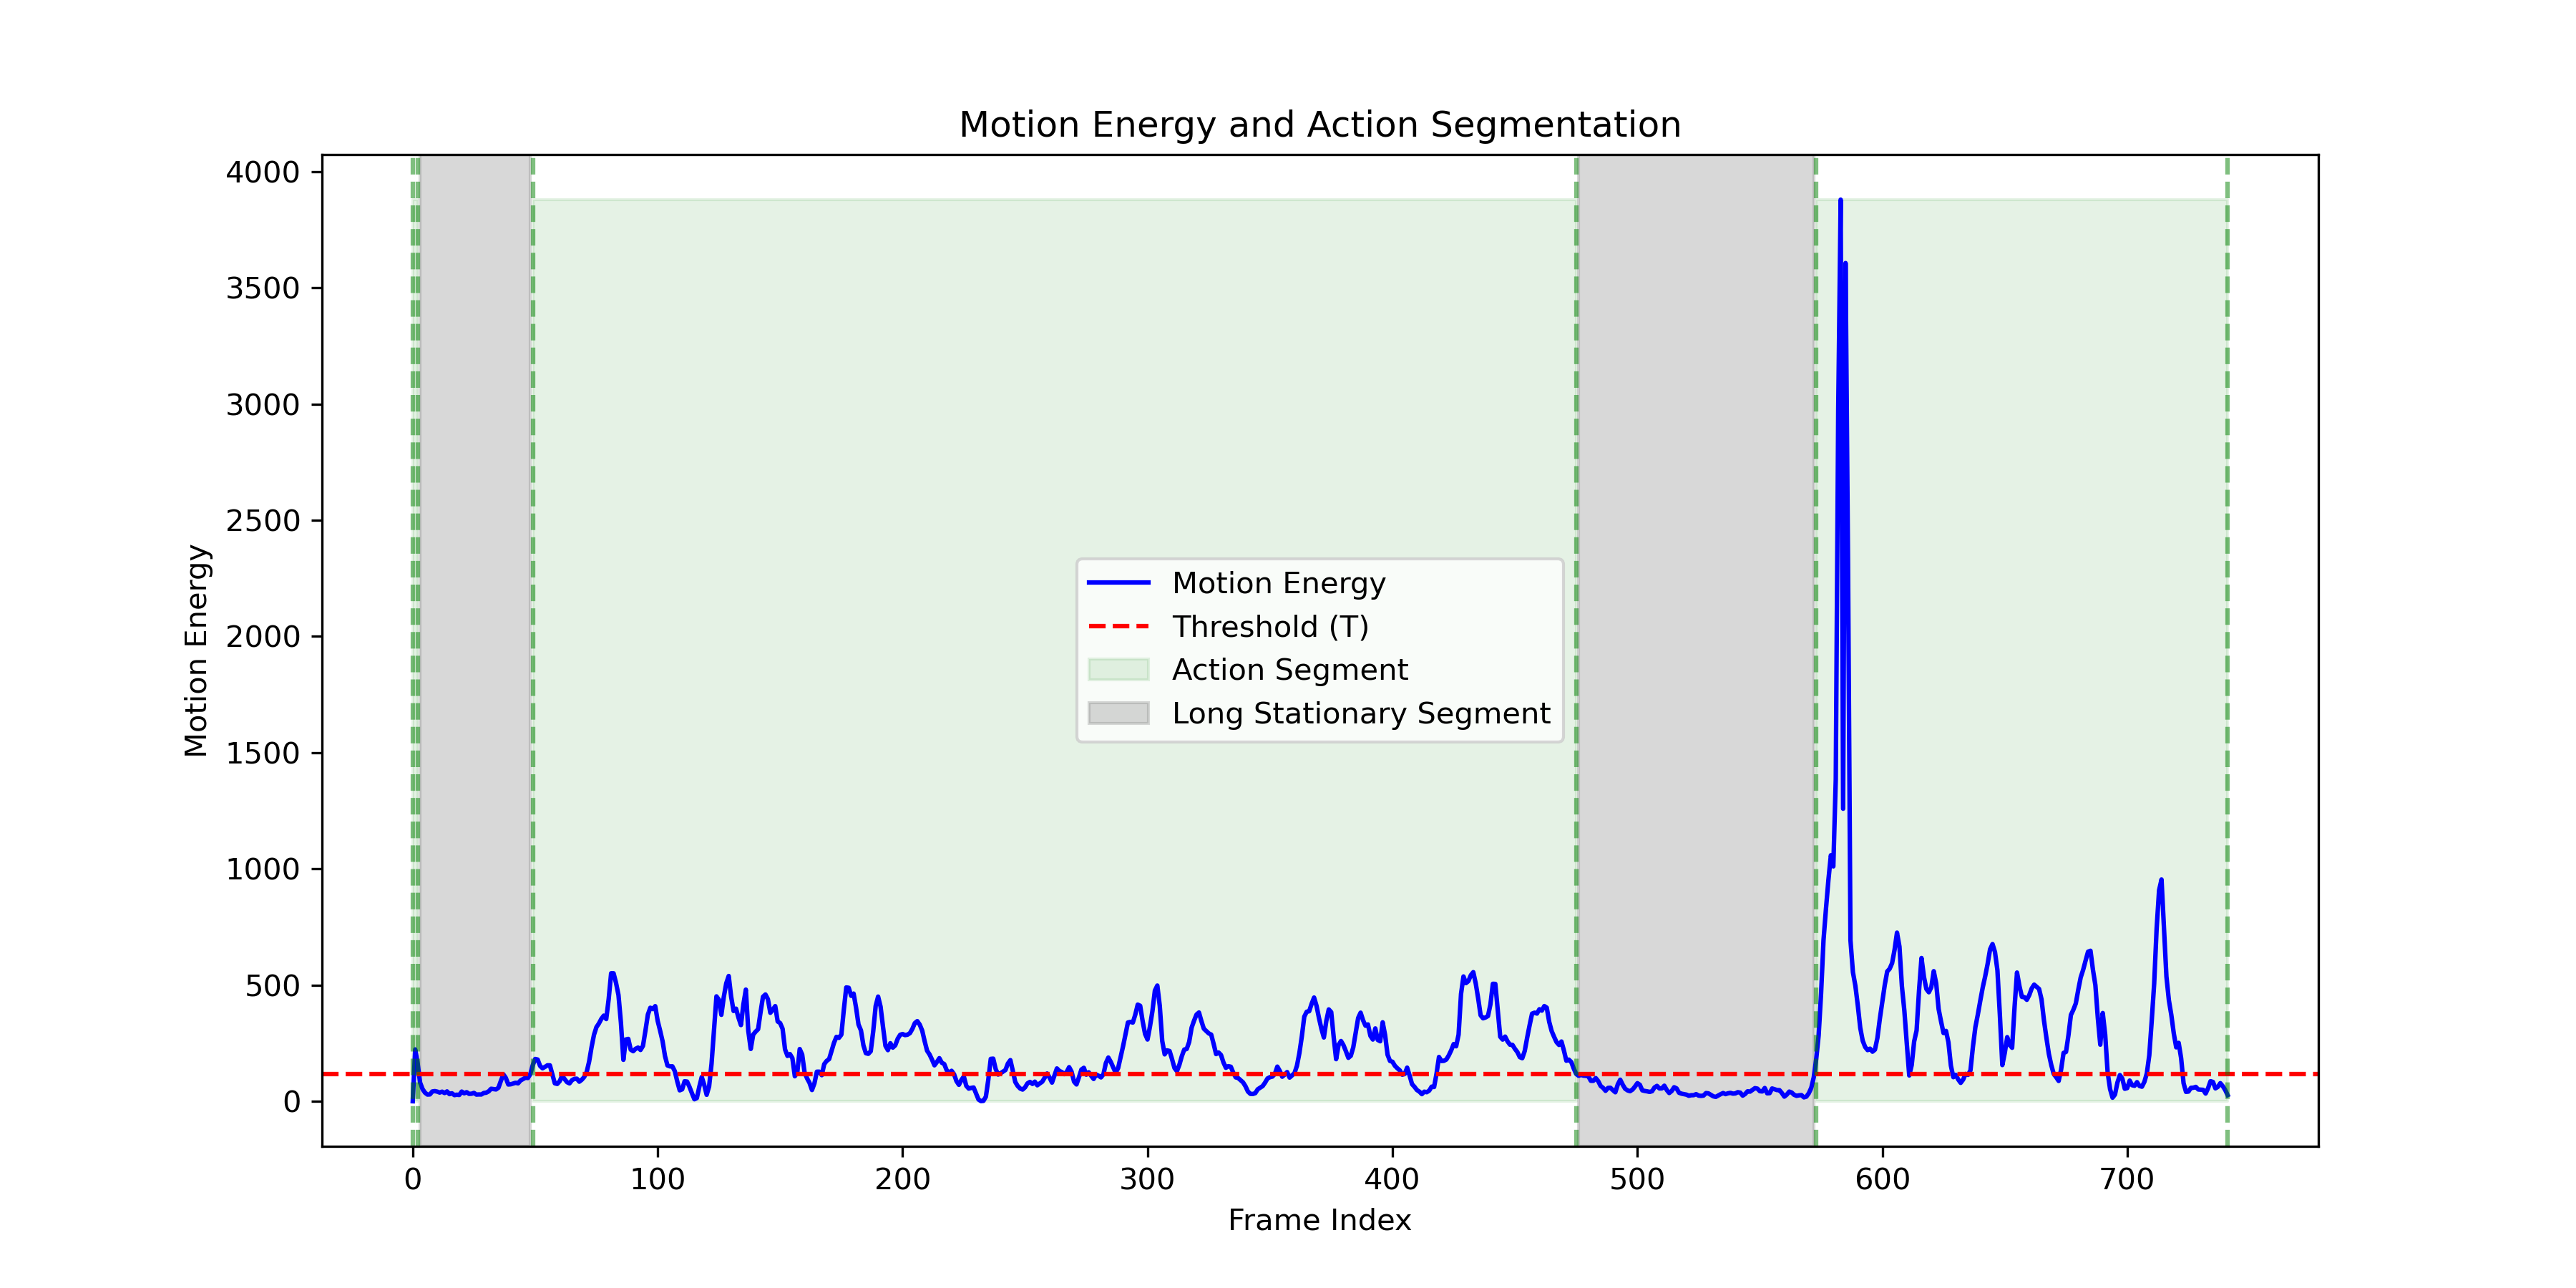 Motion Energy and Action Segmentation
4000
3500
3000
2500
2000
1500
1000
500
0
Motion Energy
Motion Energy
Threshold (T)
Action Segment
Long Stationary Segment
0 100 200 300 400 500 600 700
Frame Index